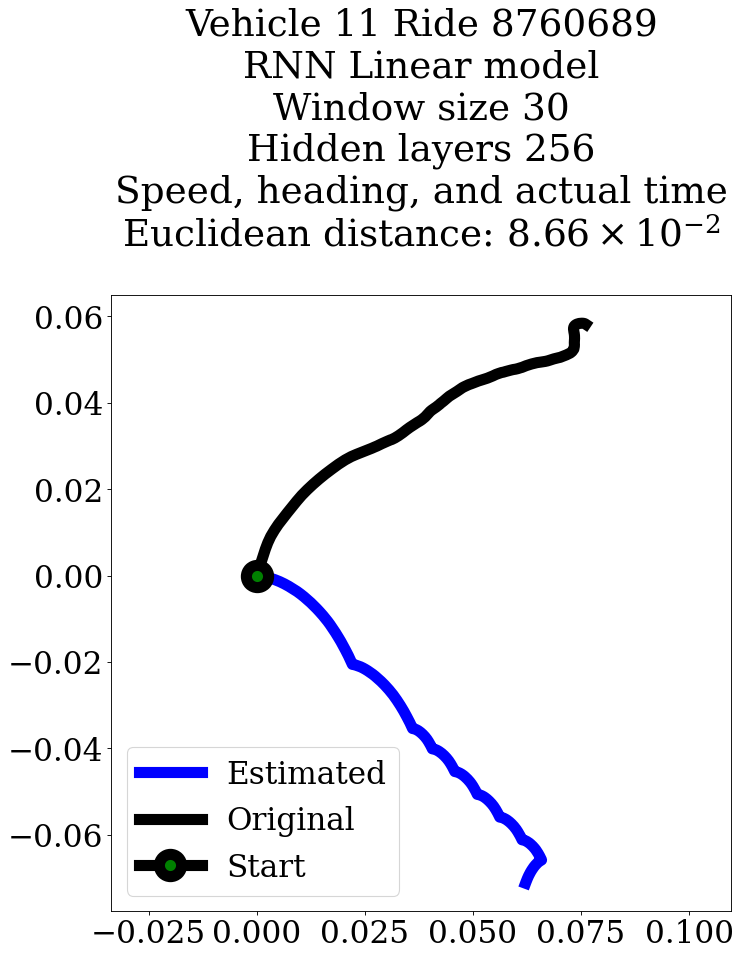 Vehicle 11 Ride 8760689
RNN Linear model
Window size 30
Hidden layers 256
Speed, heading, and actual time
Euclidean distance: 8.66 × 10⁻²
0.06
0.04
0.02
0.00
−0.02
−0.04
−0.06
Estimated
Original
Start
−0.025 0.000 0.025 0.050 0.075 0.100